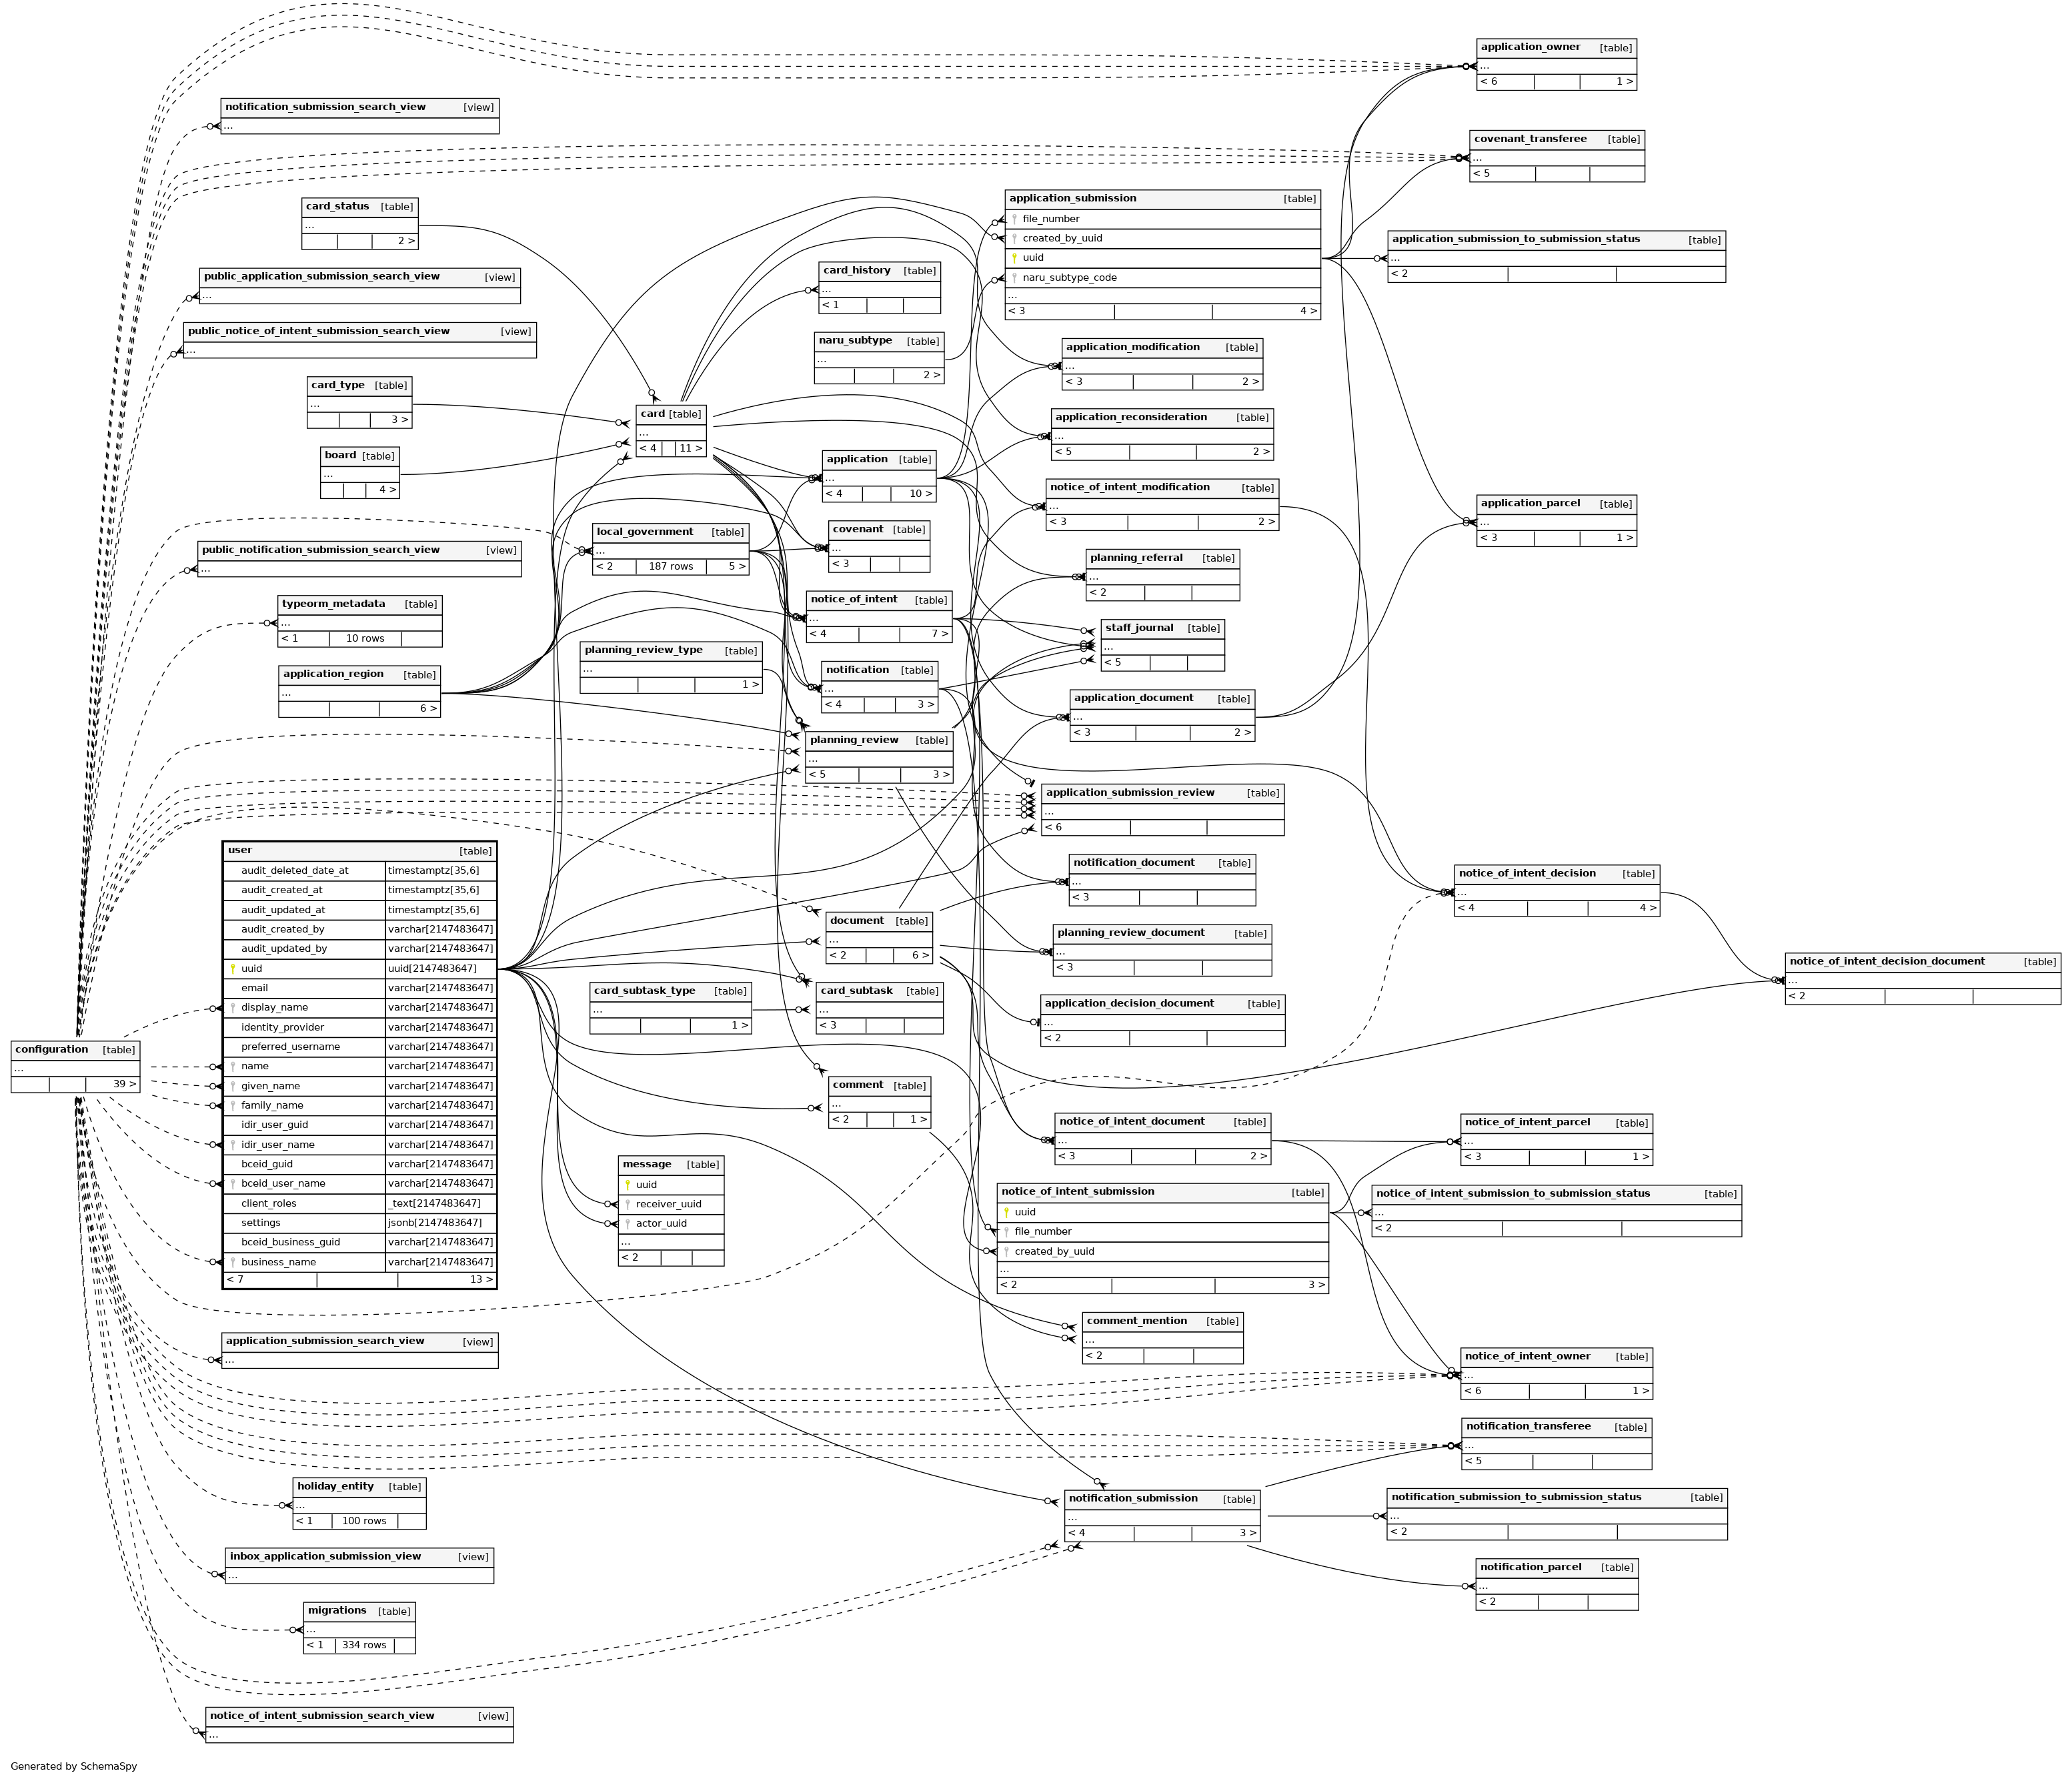 application_owner [table]
...
< 6 1 >
notification_submission_search_view [view]
...
covenant_transferee [table]
...
< 5
card_status [table]
...
2 >
application_submission [table]
file_number
created_by_uuid
uuid
naru_subtype_code
...
< 3 4 >
application_submission_to_submission_status [table]
...
< 2
public_application_submission_search_view [view]
...
card_history [table]
...
< 1
public_notice_of_intent_submission_search_view [view]
...
naru_subtype [table]
...
2 >
application_modification [table]
...
< 3 2 >
card_type [table]
...
3 >
card [table]
...
< 4 11 >
application_reconsideration [table]
...
< 5 2 >
board [table]
...
4 >
application [table]
...
< 4 10 >
notice_of_intent_modification [table]
...
< 3 2 >
application_parcel [table]
...
< 3 1 >
local_government [table]
...
< 2 187 rows 5 >
covenant [table]
...
< 3
public_notification_submission_search_view [view]
...
planning_referral [table]
...
< 2
typeorm_metadata [table]
...
< 1 10 rows
notice_of_intent [table]
...
< 4 7 >
staff_journal [table]
...
< 5
planning_review_type [table]
...
1 >
application_region [table]
...
6 >
notification [table]
...
< 4 3 >
application_document [table]
...
< 3 2 >
planning_review [table]
...
< 5 3 >
application_submission_review [table]
...
< 6
user [table]
audit_deleted_date_at timestamptz[35,6]
audit_created_at timestamptz[35,6]
audit_updated_at timestamptz[35,6]
audit_created_by varchar[2147483647]
audit_updated_by varchar[2147483647]
uuid uuid[2147483647]
email varchar[2147483647]
display_name varchar[2147483647]
identity_provider varchar[2147483647]
preferred_username varchar[2147483647]
name varchar[2147483647]
given_name varchar[2147483647]
family_name varchar[2147483647]
idir_user_guid varchar[2147483647]
idir_user_name varchar[2147483647]
bceid_guid varchar[2147483647]
bceid_user_name varchar[2147483647]
client_roles _text[2147483647]
settings jsonb[2147483647]
bceid_business_guid varchar[2147483647]
business_name varchar[2147483647]
< 7 13 >
notification_document [table]
...
< 3
notice_of_intent_decision [table]
...
< 4 4 >
document [table]
...
< 2 6 >
planning_review_document [table]
...
< 3
notice_of_intent_decision_document [table]
...
< 2
card_subtask_type [table]
...
1 >
card_subtask [table]
...
< 3
application_decision_document [table]
...
< 2
configuration [table]
...
39 >
comment [table]
...
< 2 1 >
notice_of_intent_document [table]
...
< 3 2 >
notice_of_intent_parcel [table]
...
< 3 1 >
message [table]
uuid
receiver_uuid
actor_uuid
...
< 2
notice_of_intent_submission [table]
uuid
file_number
created_by_uuid
...
< 2 3 >
notice_of_intent_submission_to_submission_status [table]
...
< 2
comment_mention [table]
...
< 2
application_submission_search_view [view]
...
notice_of_intent_owner [table]
...
< 6 1 >
notification_transferee [table]
...
< 5
holiday_entity [table]
...
< 1 100 rows
notification_submission [table]
...
< 4 3 >
notification_submission_to_submission_status [table]
...
< 2
inbox_application_submission_view [view]
...
notification_parcel [table]
...
< 2
migrations [table]
...
< 1 334 rows
notice_of_intent_submission_search_view [view]
...
Generated by SchemaSpy